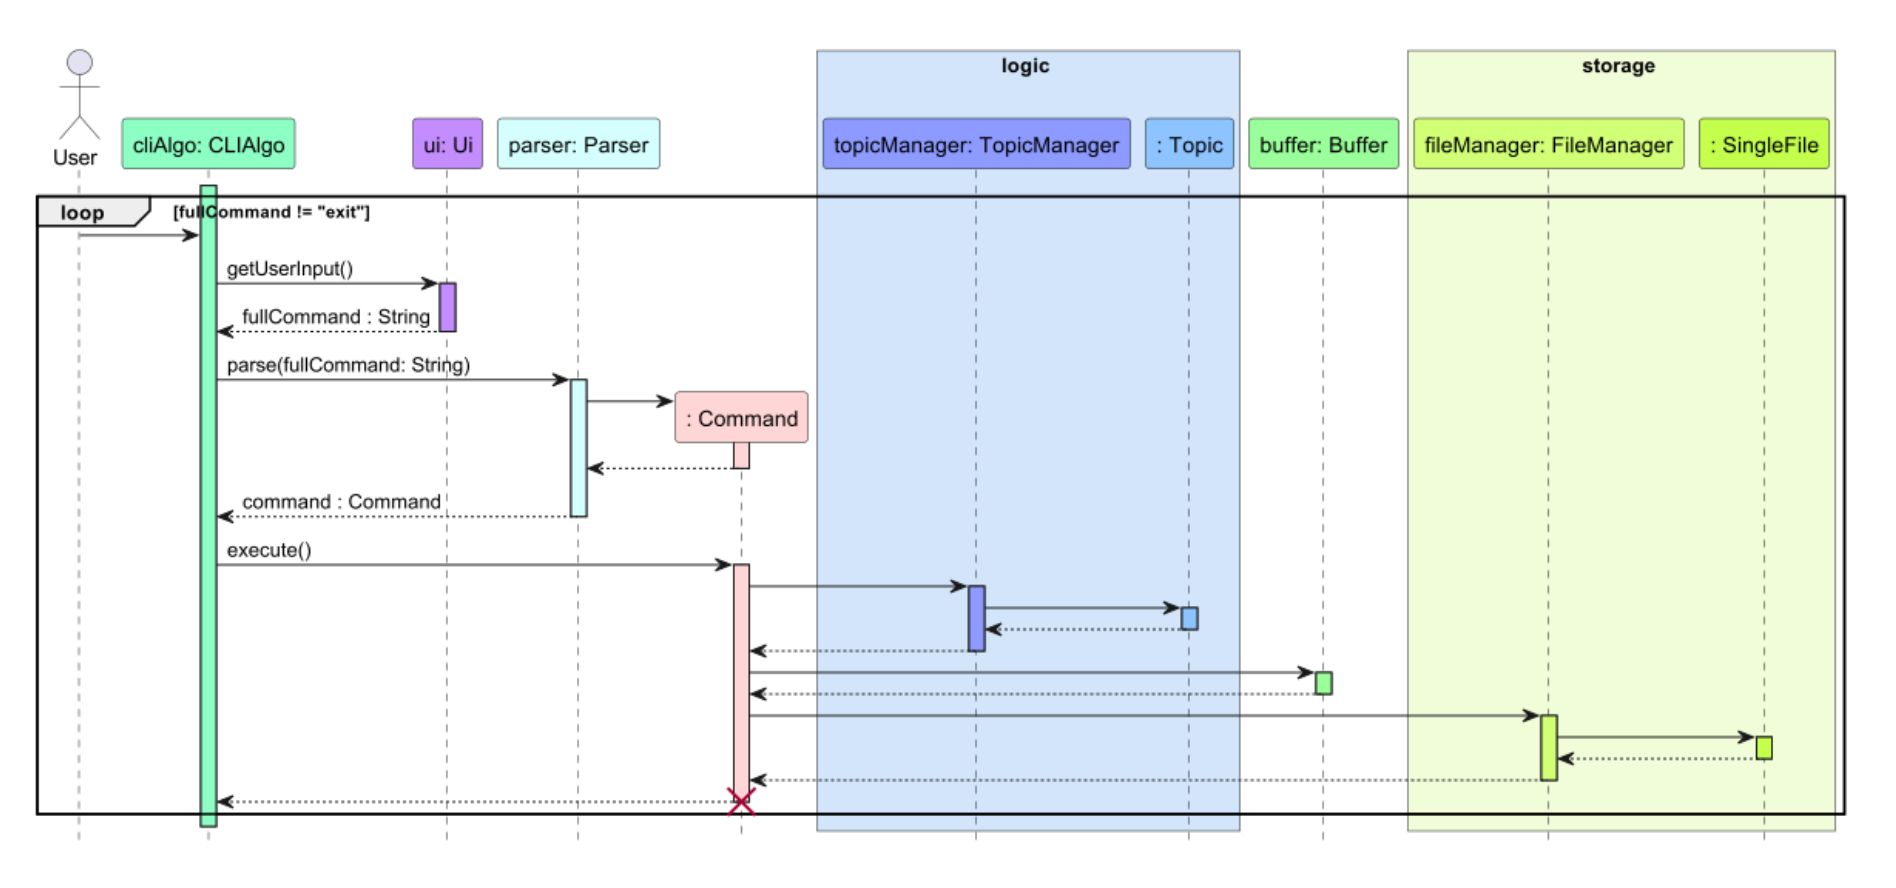 logic
storage
User
cliAlgo: CLIAlgo
ui: Ui
parser: Parser
topicManager: TopicManager
: Topic
buffer: Buffer
fileManager: FileManager
: SingleFile
loop
[fullCommand != "exit"]
getUserInput()
fullCommand : String
parse(fullCommand: String)
: Command
command : Command
execute()